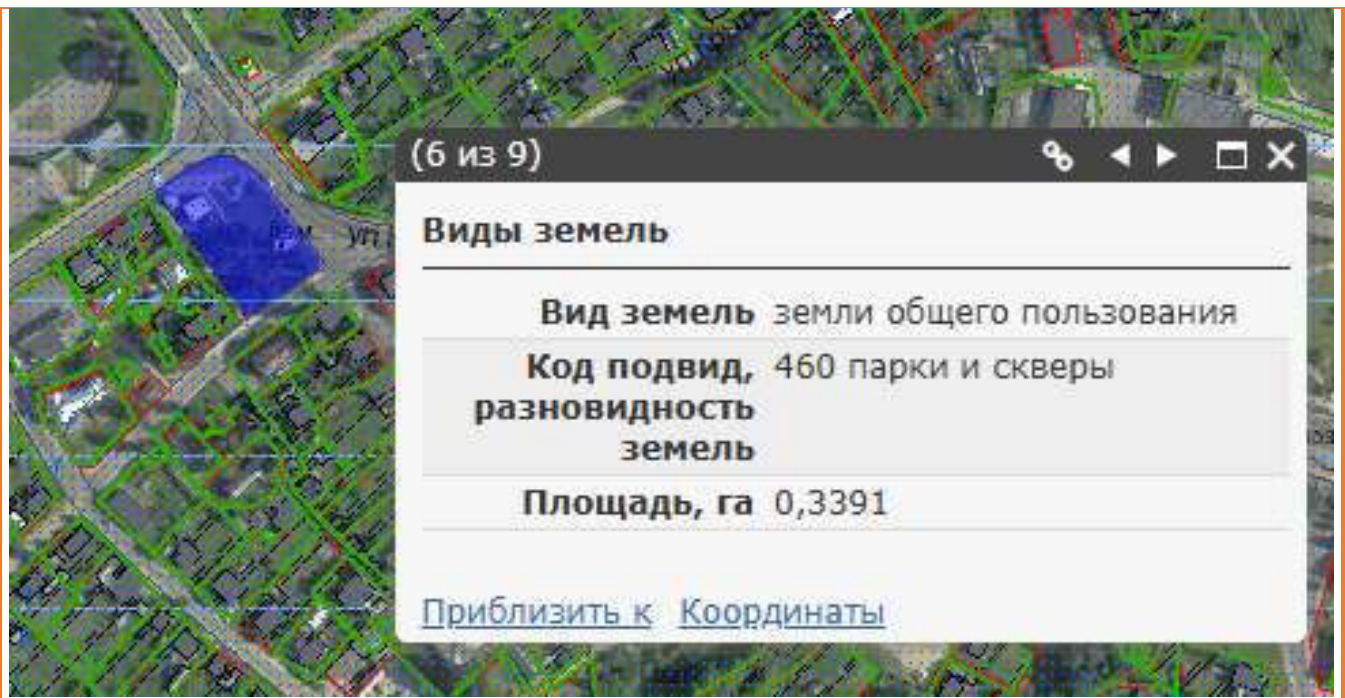 (6 из 9)
Виды земель
Вид земель земли общего пользования
Код подвид, 460 парки и скверы
разновидность
земель
Площадь, га 0,3391
Приблизить к Координаты